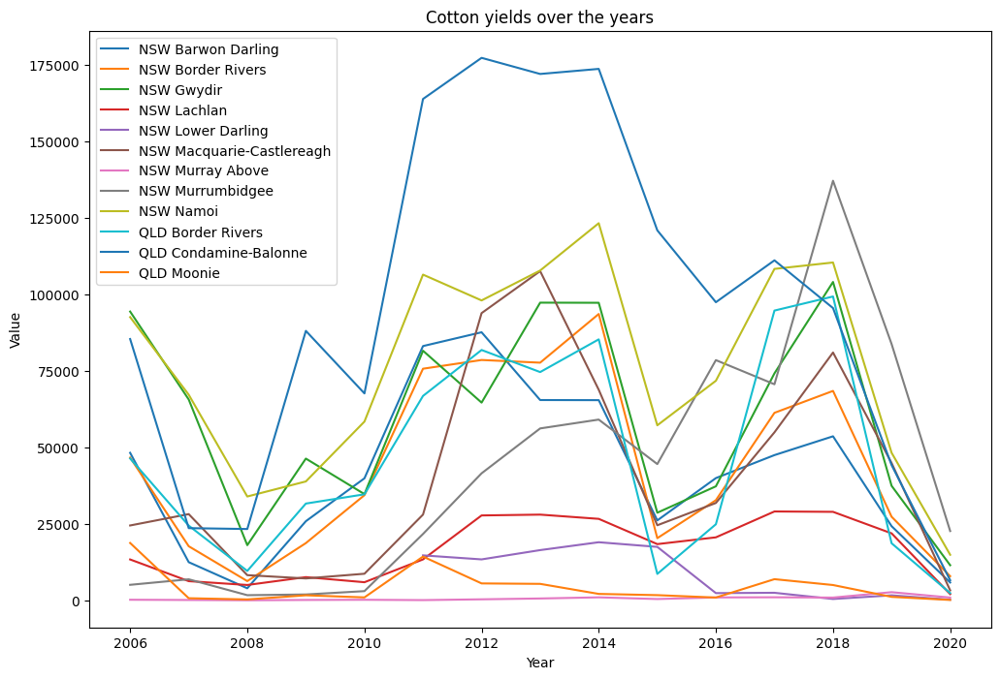 Cotton yields over the years
NSW Barwon Darling
NSW Border Rivers
NSW Gwydir
NSW Lachlan
NSW Lower Darling
NSW Macquarie-Castlereagh
NSW Murray Above
NSW Murrumbidgee
NSW Namoi
QLD Border Rivers
QLD Condamine-Balonne
QLD Moonie
175000
150000
125000
100000
75000
50000
25000
0
Value
2006 2008 2010 2012 2014 2016 2018 2020
Year